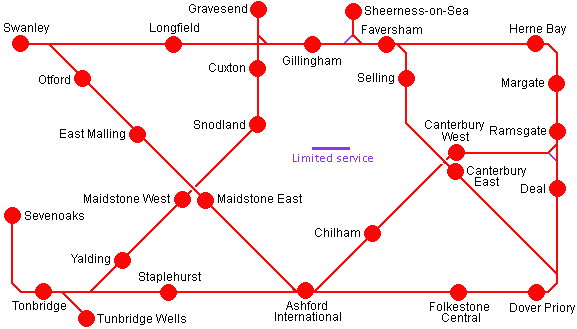 Gravesend
Sheerness-on-Sea
Swanley
Longfield
Faversham
Herne Bay
Gillingham
Cuxton
Otford
Selling
Margate
Snodland
East Malling
Canterbury
West
Ramsgate
Limited service
Canterbury
East
Deal
Maidstone West
Maidstone East
Sevenoaks
Chilham
Yalding
Staplehurst
Tonbridge
Tunbridge Wells
Ashford
International
Folkestone
Central
Dover Priory